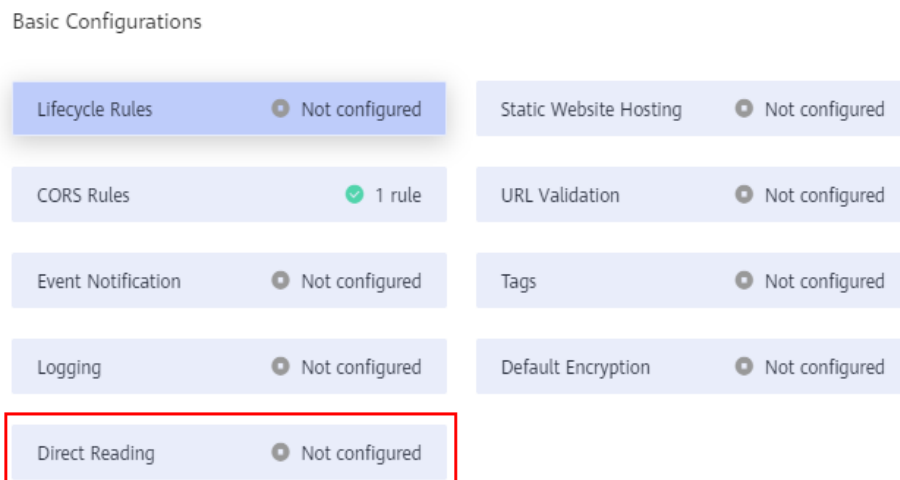 Basic Configurations
Lifecycle Rules Not configured Static Website Hosting Not configured
CORS Rules 1 rule URL Validation Not configured
Event Notification Not configured Tags Not configured
Logging Not configured Default Encryption Not configured
Direct Reading Not configured